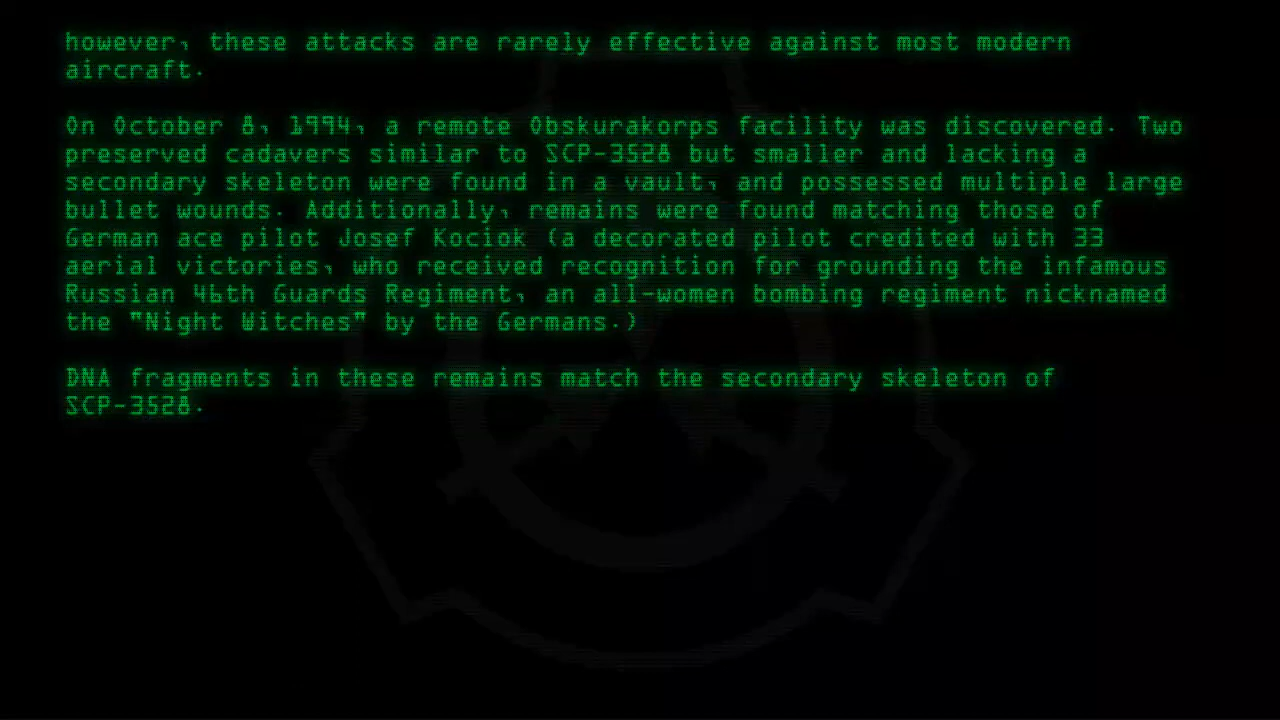 however, these attacks are rarely effective against most modern
aircraft.
On October 8, 1994, a remote Obskurakorps facility was discovered. Two
preserved cadavers similar to SCP-3528 but smaller and lacking a
secondary skeleton were found in a vault, and possessed multiple large
bullet wounds. Additionally, remains were found matching those of
German ace pilot Josef Kociok (a decorated pilot credited with 33
aerial victories, who received recognition for grounding the infamous
Russian 46th Guards Regiment, an all-women bombing regiment nicknamed
the "Night Witches" by the Germans.)
DNA fragments in these remains match the secondary skeleton of
SCP-3528.